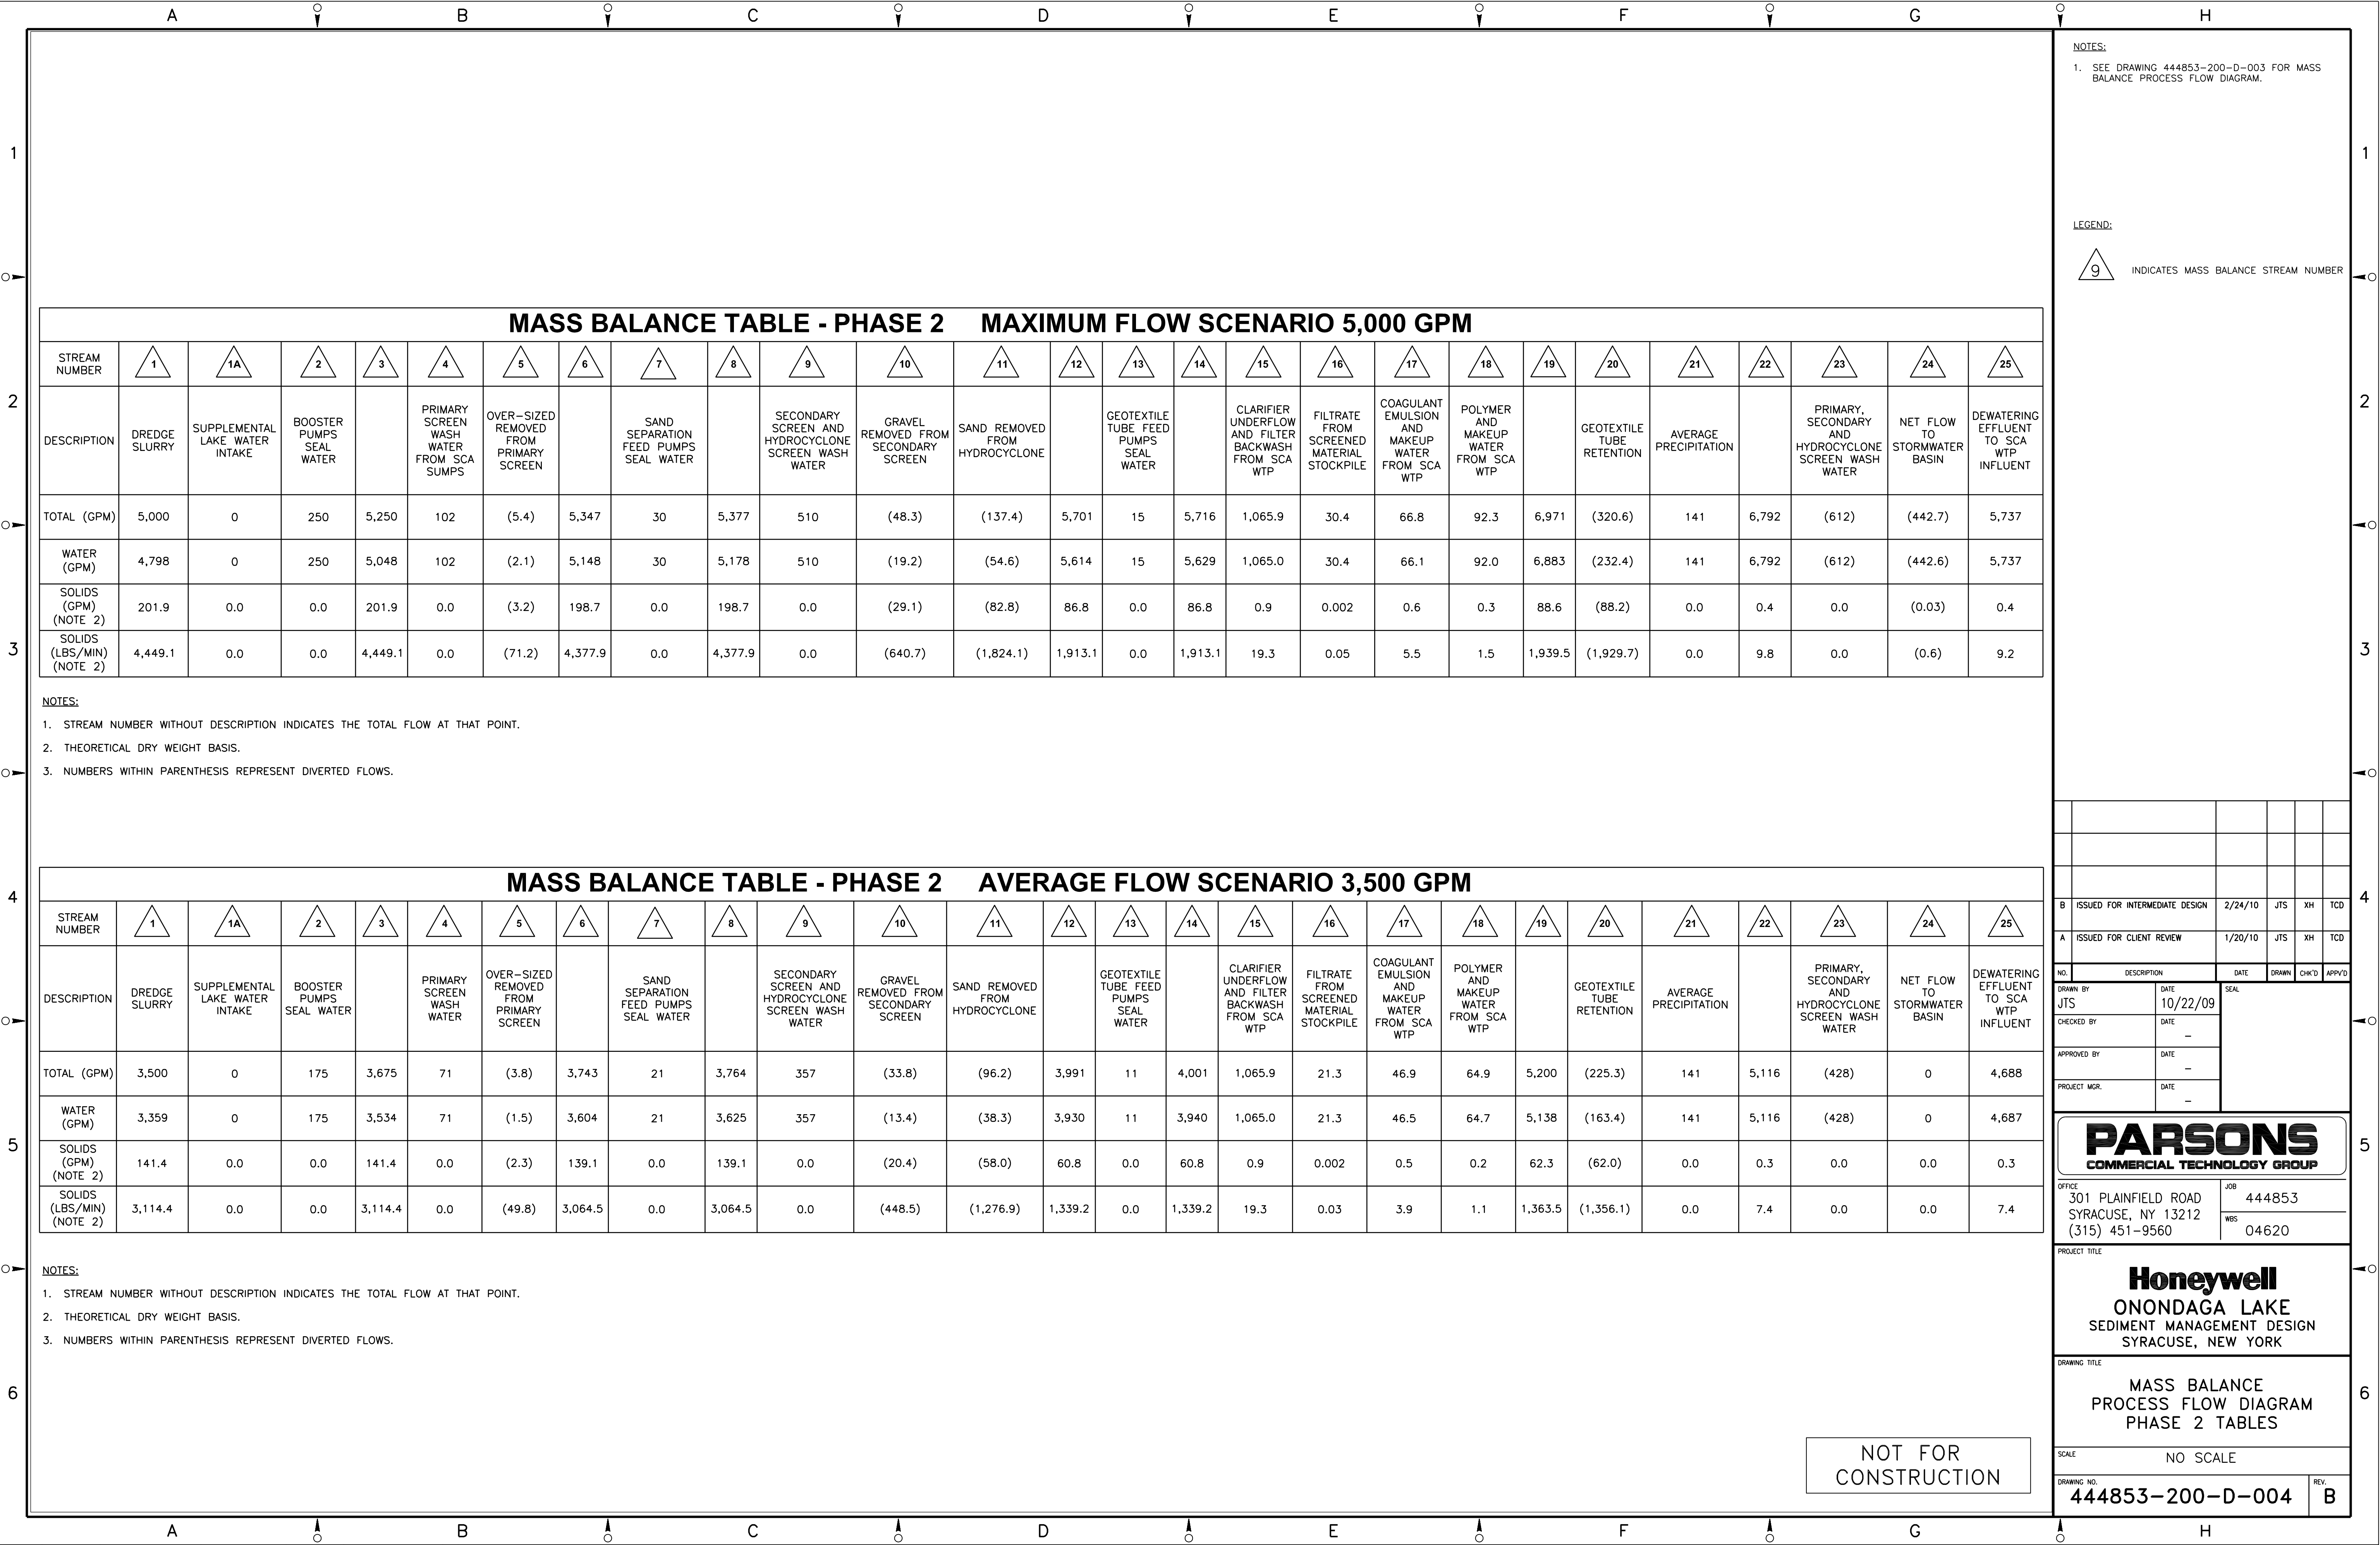 A B C D E F G H
NOTES:
1. SEE DRAWING 444853-200-D-003 FOR MASS
BALANCE PROCESS FLOW DIAGRAM.
1 1
LEGEND:
9 INDICATES MASS BALANCE STREAM NUMBER
MASS BALANCE TABLE - PHASE 2 MAXIMUM FLOW SCENARIO 5,000 GPM
STREAM NUMBER 1 1A 2 3 4 5 6 7 8 9 10 11 12 13 14 15 16 17 18 19 20 21 22 23 24 25
2 2
DESCRIPTION DREDGE SLURRY SUPPLEMENTAL LAKE WATER INTAKE BOOSTER PUMPS SEAL WATER PRIMARY SCREEN WASH WATER FROM SCA SUMPS OVER-SIZED REMOVED FROM PRIMARY SCREEN SAND SEPARATION FEED PUMPS SEAL WATER SECONDARY SCREEN AND HYDROCYCLONE SCREEN WASH WATER GRAVEL REMOVED FROM SECONDARY SCREEN SAND REMOVED FROM HYDROCYCLONE GEOTEXTILE TUBE FEED PUMPS SEAL WATER CLARIFIER UNDERFLOW AND FILTER BACKWASH FROM SCA WTP FILTRATE FROM SCREENED MATERIAL STOCKPILE COAGULANT EMULSION AND MAKEUP WATER FROM SCA WTP POLYMER AND MAKEUP WATER FROM SCA WTP GEOTEXTILE TUBE RETENTION AVERAGE PRECIPITATION PRIMARY, SECONDARY AND HYDROCYCLONE SCREEN WASH WATER NET FLOW TO STORMWATER BASIN DEWATERING EFFLUENT TO SCA WTP INFLUENT
TOTAL (GPM) 5,000 0 250 5,250 102 (5.4) 5,347 30 5,377 510 (48.3) (137.4) 5,701 15 5,716 1,065.9 30.4 66.8 92.3 6,971 (320.6) 141 6,792 (612) (442.7) 5,737
WATER (GPM) 4,798 0 250 5,048 102 (2.1) 5,148 30 5,178 510 (19.2) (54.6) 5,614 15 5,629 1,065.0 30.4 66.1 92.0 6,883 (232.4) 141 6,792 (612) (442.6) 5,737
SOLIDS (GPM) (NOTE 2) 201.9 0.0 0.0 201.9 0.0 (3.2) 198.7 0.0 198.7 0.0 (29.1) (82.8) 86.8 0.0 86.8 0.9 0.002 0.6 0.3 88.6 (88.2) 0.0 0.4 0.0 (0.03) 0.4
3 3
SOLIDS (LBS/MIN) (NOTE 2) 4,449.1 0.0 0.0 4,449.1 0.0 (71.2) 4,377.9 0.0 4,377.9 0.0 (640.7) (1,824.1) 1,913.1 0.0 1,913.1 19.3 0.05 5.5 1.5 1,939.5 (1,929.7) 0.0 9.8 0.0 (0.6) 9.2
NOTES:
1. STREAM NUMBER WITHOUT DESCRIPTION INDICATES THE TOTAL FLOW AT THAT POINT.
2. THEORETICAL DRY WEIGHT BASIS.
3. NUMBERS WITHIN PARENTHESIS REPRESENT DIVERTED FLOWS.
MASS BALANCE TABLE - PHASE 2 AVERAGE FLOW SCENARIO 3,500 GPM
4 4
STREAM NUMBER 1 1A 2 3 4 5 6 7 8 9 10 11 12 13 14 15 16 17 18 19 20 21 22 23 24 25
DESCRIPTION DREDGE SLURRY SUPPLEMENTAL LAKE WATER INTAKE BOOSTER PUMPS SEAL WATER PRIMARY SCREEN WASH WATER OVER-SIZED REMOVED FROM PRIMARY SCREEN SAND SEPARATION FEED PUMPS SEAL WATER SECONDARY SCREEN AND HYDROCYCLONE SCREEN WASH WATER GRAVEL REMOVED FROM SECONDARY SCREEN SAND REMOVED FROM HYDROCYCLONE GEOTEXTILE TUBE FEED PUMPS SEAL WATER CLARIFIER UNDERFLOW AND FILTER BACKWASH FROM SCA WTP FILTRATE FROM SCREENED MATERIAL STOCKPILE COAGULANT EMULSION AND MAKEUP WATER FROM SCA WTP POLYMER AND MAKEUP WATER FROM SCA WTP GEOTEXTILE TUBE RETENTION AVERAGE PRECIPITATION PRIMARY, SECONDARY AND HYDROCYCLONE SCREEN WASH WATER NET FLOW TO STORMWATER BASIN DEWATERING EFFLUENT TO SCA WTP INFLUENT
TOTAL (GPM) 3,500 0 175 3,675 71 (3.8) 3,743 21 3,764 357 (33.8) (96.2) 3,991 11 4,001 1,065.9 21.3 46.9 64.9 5,200 (225.3) 141 5,116 (428) 0 4,688
WATER (GPM) 3,359 0 175 3,534 71 (1.5) 3,604 21 3,625 357 (13.4) (38.3) 3,930 11 3,940 1,065.0 21.3 46.5 64.7 5,138 (163.4) 141 5,116 (428) 0 4,687
5 5
SOLIDS (GPM) (NOTE 2) 141.4 0.0 0.0 141.4 0.0 (2.3) 139.1 0.0 139.1 0.0 (20.4) (58.0) 60.8 0.0 60.8 0.9 0.002 0.5 0.2 62.3 (62.0) 0.0 0.3 0.0 0.0 0.3
SOLIDS (LBS/MIN) (NOTE 2) 3,114.4 0.0 0.0 3,114.4 0.0 (49.8) 3,064.5 0.0 3,064.5 0.0 (448.5) (1,276.9) 1,339.2 0.0 1,339.2 19.3 0.03 3.9 1.1 1,363.5 (1,356.1) 0.0 7.4 0.0 0.0 7.4
NOTES:
1. STREAM NUMBER WITHOUT DESCRIPTION INDICATES THE TOTAL FLOW AT THAT POINT.
2. THEORETICAL DRY WEIGHT BASIS.
3. NUMBERS WITHIN PARENTHESIS REPRESENT DIVERTED FLOWS.
6 6
NOT FOR
CONSTRUCTION
B ISSUED FOR INTERMEDIATE DESIGN 2/24/10 JTS XH TCD
A ISSUED FOR CLIENT REVIEW 1/20/10 JTS XH TCD
NO. DESCRIPTION DATE DRAWN CHK'D APPV'D
DRAWN BY DATE SEAL
JTS 10/22/09
CHECKED BY DATE
-
APPROVED BY DATE
-
PROJECT MGR. DATE
-
PARSONS
COMMERCIAL TECHNOLOGY GROUP
OFFICE JOB
301 PLAINFIELD ROAD 444853
SYRACUSE, NY 13212 WBS
(315) 451-9560 04620
PROJECT TITLE
Honeywell
ONONDAGA LAKE
SEDIMENT MANAGEMENT DESIGN
SYRACUSE, NEW YORK
DRAWING TITLE
MASS BALANCE
PROCESS FLOW DIAGRAM
PHASE 2 TABLES
SCALE NO SCALE
DRAWING NO. REV.
444853-200-D-004 B
A B C D E F G H